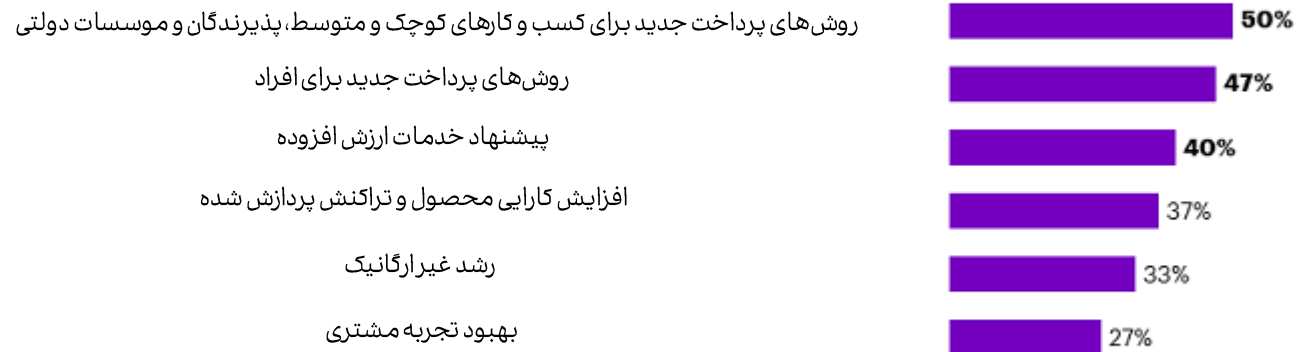 روش‌های پرداخت جدید برای کسب و کارهای کوچک و متوسط، پذیرندگان و موسسات دولتی 50%
روش‌های پرداخت جدید برای افراد 47%
پیشنهاد خدمات ارزش افزوده 40%
افزایش کارایی محصول و تراکنش پردازش شده 37%
رشد غیر ارگانیک 33%
بهبود تجربه مشتری 27%